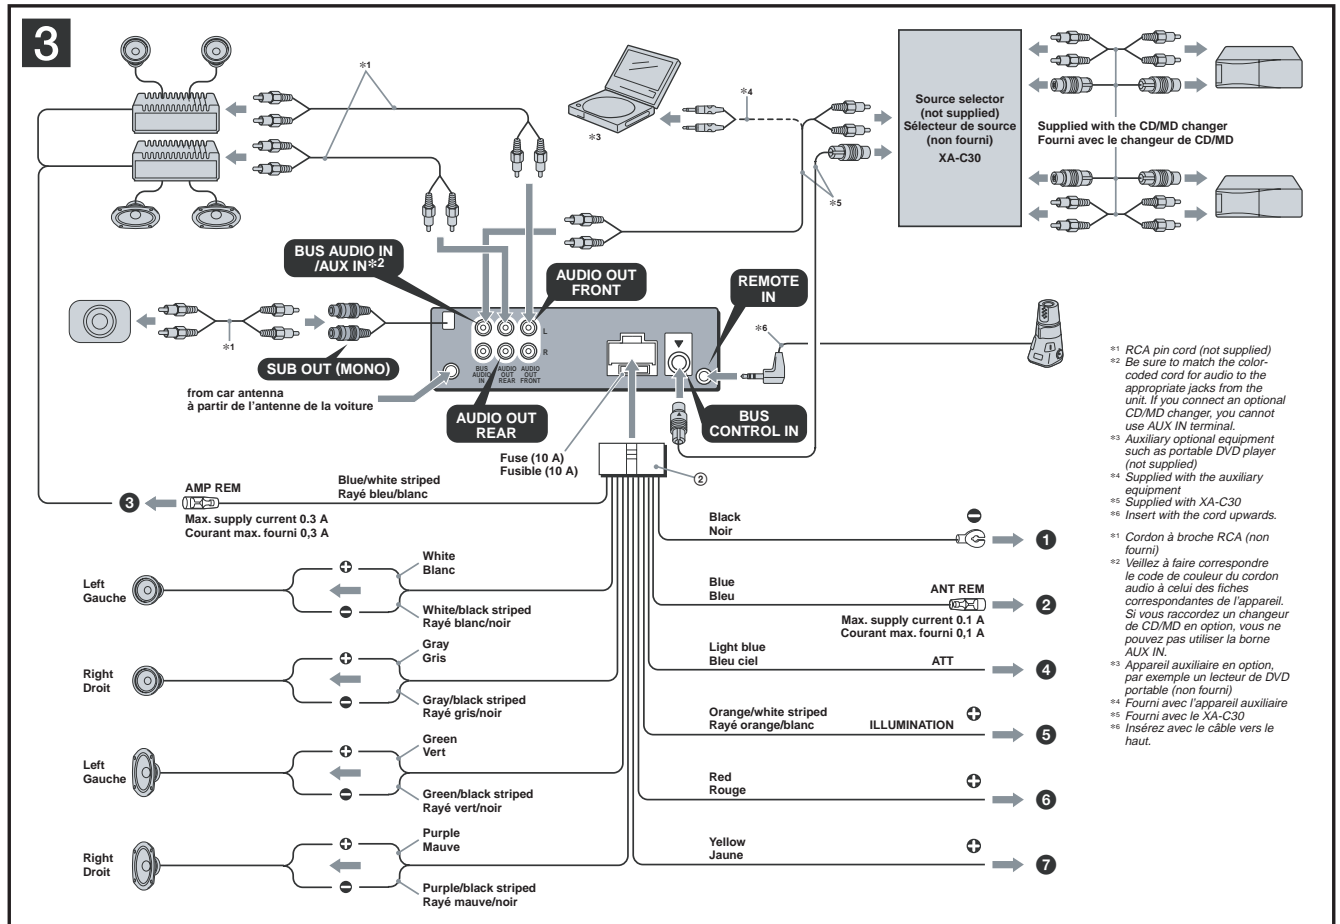 3
*1
*4
*3
*5
Source selector
(not supplied)
Sélecteur de source
(non fourni)
XA-C30
Supplied with the CD/MD changer
Fourni avec le changeur de CD/MD
BUS AUDIO IN
/AUX IN*2
AUDIO OUT
FRONT
REMOTE
IN
*6
*1
SUB OUT (MONO)
L
R
BUS
AUDIO
IN
AUDIO
OUT
REAR
AUDIO
OUT
FRONT
from car antenna
à partir de l'antenne de la voiture
AUDIO OUT
REAR
BUS
CONTROL IN
Fuse (10 A)
Fusible (10 A)
②
❸
AMP REM
Blue/white striped
Rayé bleu/blanc
Max. supply current 0.3 A
Courant max. fourni 0,3 A
Left
Gauche
+
White
Blanc
−
White/black striped
Rayé blanc/noir
Right
Droit
+
Gray
Gris
−
Gray/black striped
Rayé gris/noir
Left
Gauche
+
Green
Vert
−
Green/black striped
Rayé vert/noir
Right
Droit
+
Purple
Mauve
−
Purple/black striped
Rayé mauve/noir
Black
Noir
−
❶
Blue
Bleu
ANT REM
❷
Max. supply current 0.1 A
Courant max. fourni 0,1 A
Light blue
Bleu ciel
ATT
❹
Orange/white striped
Rayé orange/blanc
ILLUMINATION
+
❺
Red
Rouge
+
❻
Yellow
Jaune
+
❼
*1 RCA pin cord (not supplied)
*2 Be sure to match the color-
coded cord for audio to the
appropriate jacks from the
unit. If you connect an optional
CD/MD changer, you cannot
use AUX IN terminal.
*3 Auxiliary optional equipment
such as portable DVD player
(not supplied)
*4 Supplied with the auxiliary
equipment
*5 Supplied with XA-C30
*6 Insert with the cord upwards.
*1 Cordon à broche RCA (non
fourni)
*2 Veillez à faire correspondre
le code de couleur du cordon
audio à celui des fiches
correspondantes de l'appareil.
Si vous raccordez un changeur
de CD/MD en option, vous ne
pouvez pas utiliser la borne
AUX IN.
*3 Appareil auxiliaire en option,
par exemple un lecteur de DVD
portable (non fourni)
*4 Fourni avec l'appareil auxiliaire
*5 Fourni avec le XA-C30
*6 Insérez avec le câble vers le
haut.